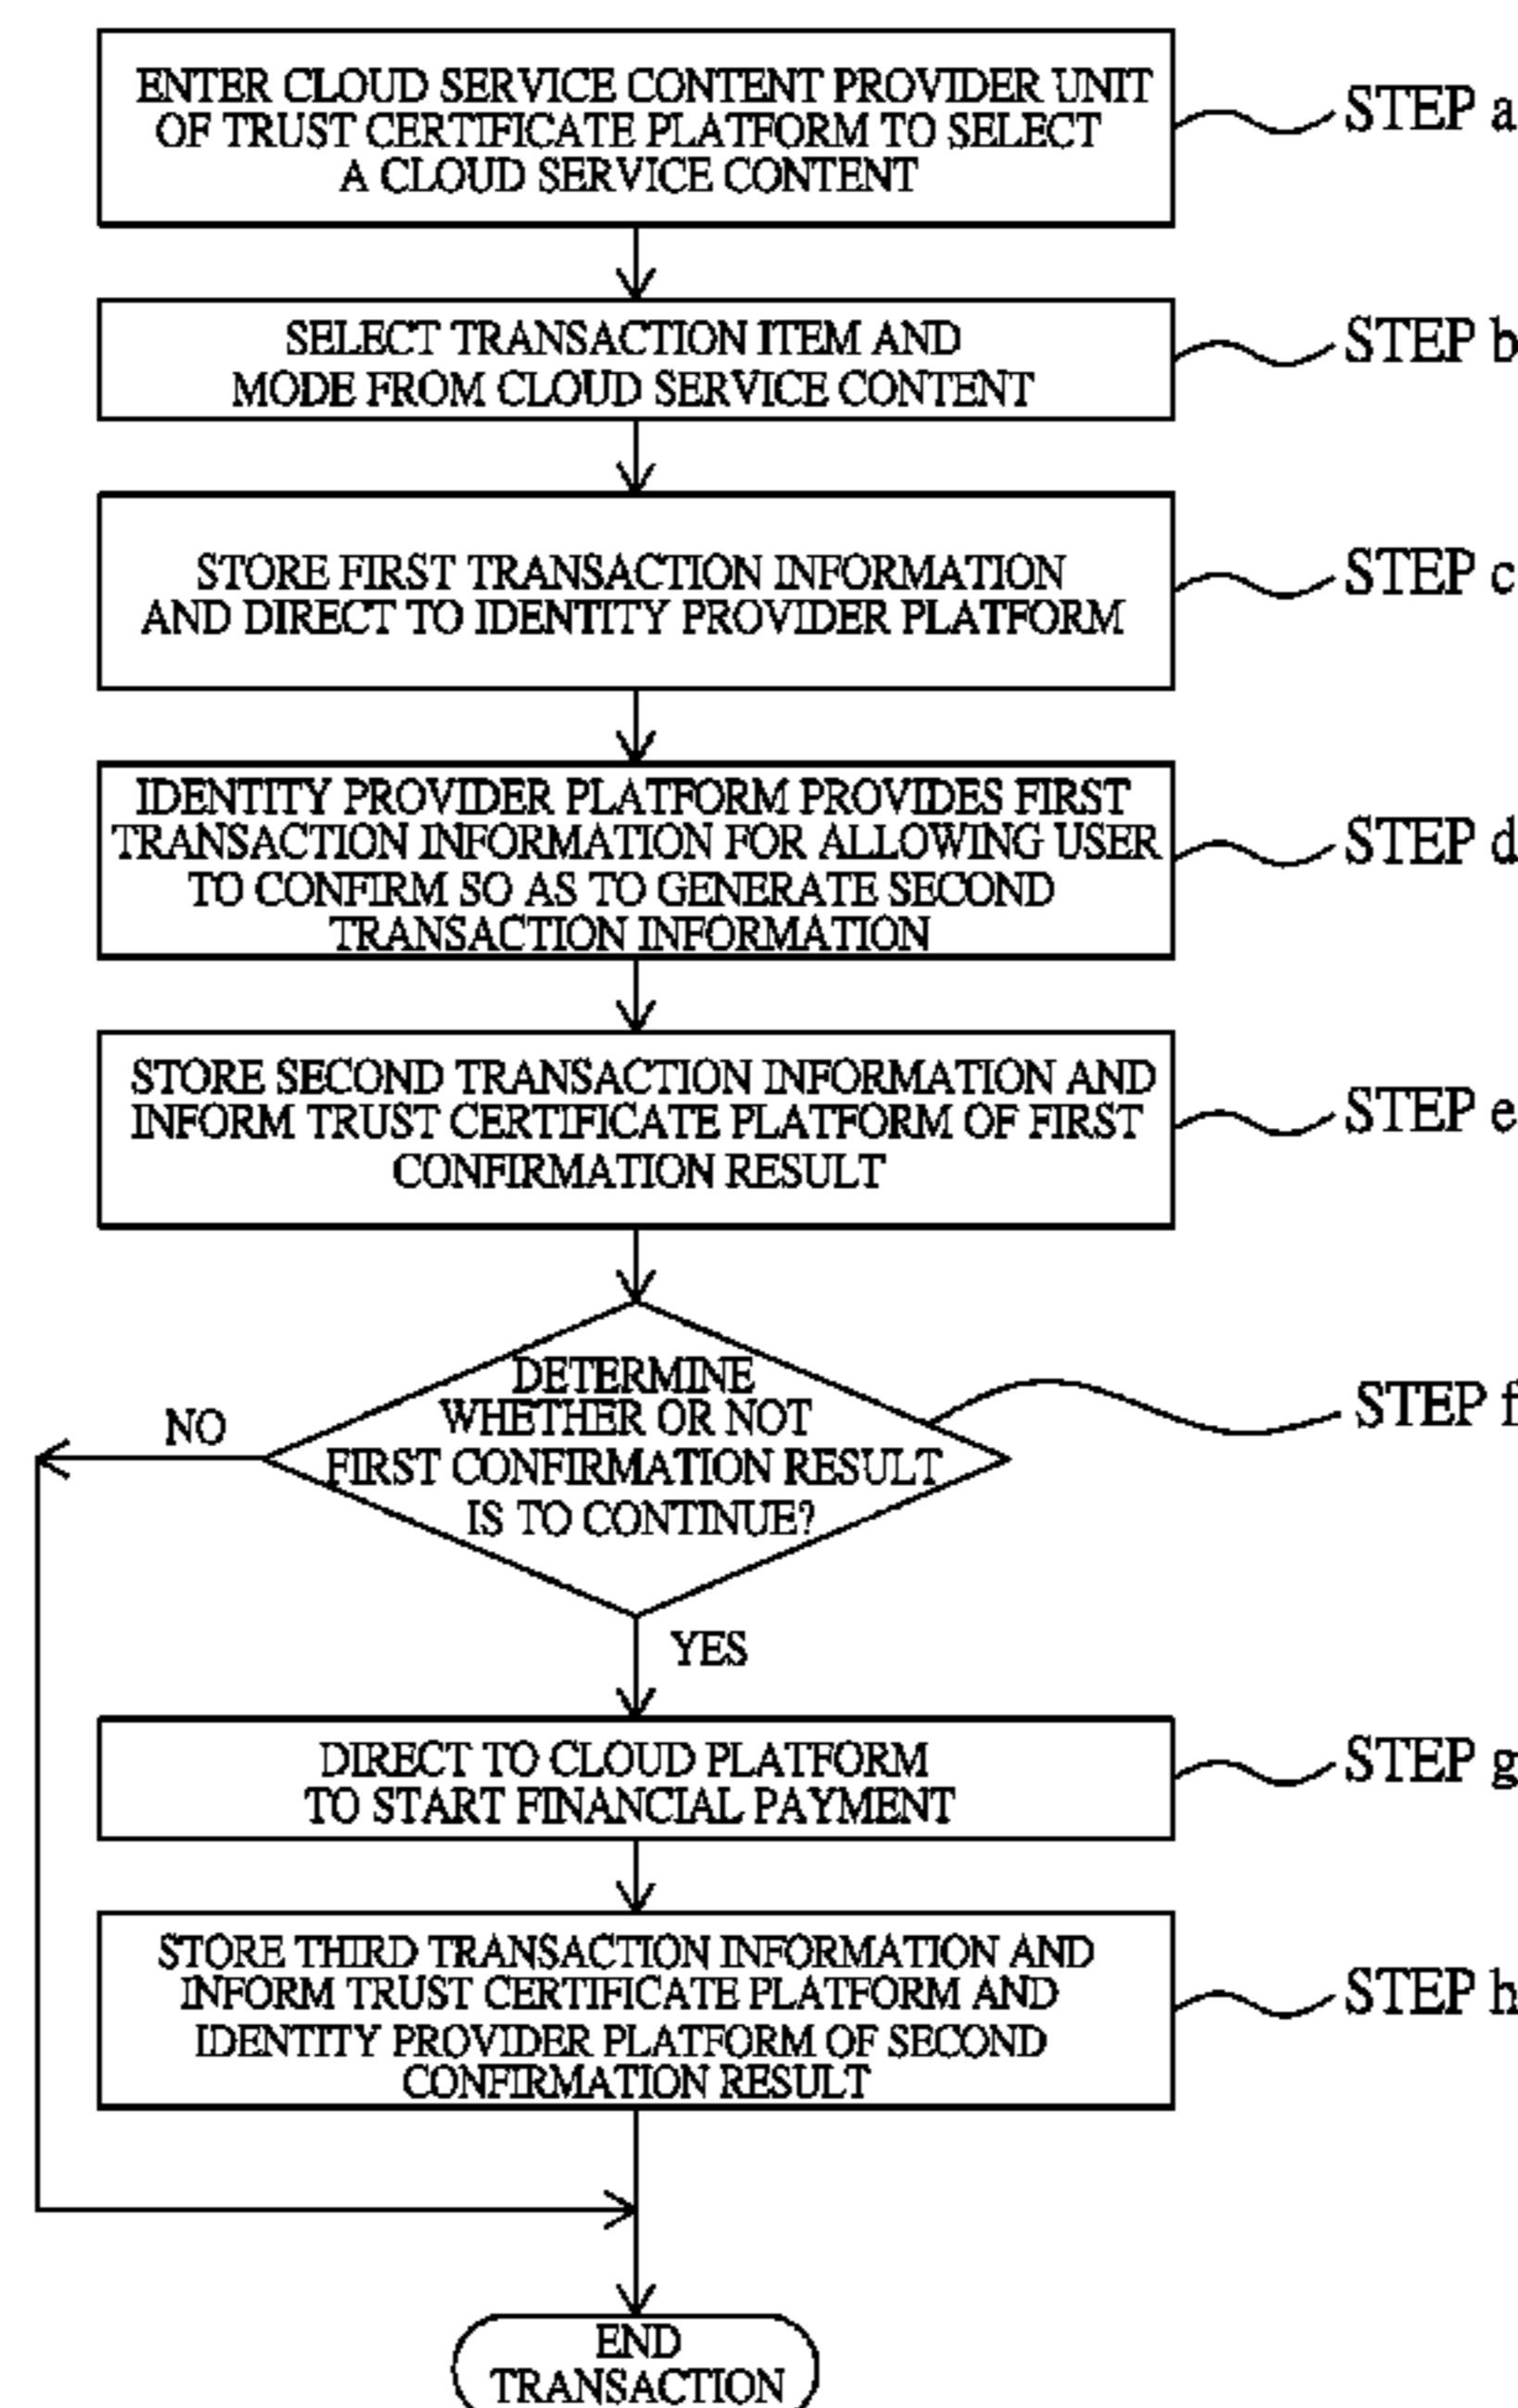 ENTER CLOUD SERVICE CONTENT PROVIDER UNIT
OF TRUST CERTIFICATE PLATFORM TO SELECT
A CLOUD SERVICE CONTENT
STEP a
SELECT TRANSACTION ITEM AND
MODE FROM CLOUD SERVICE CONTENT
STEP b
STORE FIRST TRANSACTION INFORMATION
AND DIRECT TO IDENTITY PROVIDER PLATFORM
STEP c
IDENTITY PROVIDER PLATFORM PROVIDES FIRST
TRANSACTION INFORMATION FOR ALLOWING USER
TO CONFIRM SO AS TO GENERATE SECOND
TRANSACTION INFORMATION
STEP d
STORE SECOND TRANSACTION INFORMATION AND
INFORM TRUST CERTIFICATE PLATFORM OF FIRST
CONFIRMATION RESULT
STEP e
DETERMINE
WHETHER OR NOT
FIRST CONFIRMATION RESULT
IS TO CONTINUE?
STEP f
NO
YES
DIRECT TO CLOUD PLATFORM
TO START FINANCIAL PAYMENT
STEP g
STORE THIRD TRANSACTION INFORMATION AND
INFORM TRUST CERTIFICATE PLATFORM AND
IDENTITY PROVIDER PLATFORM OF SECOND
CONFIRMATION RESULT
STEP h
END
TRANSACTION